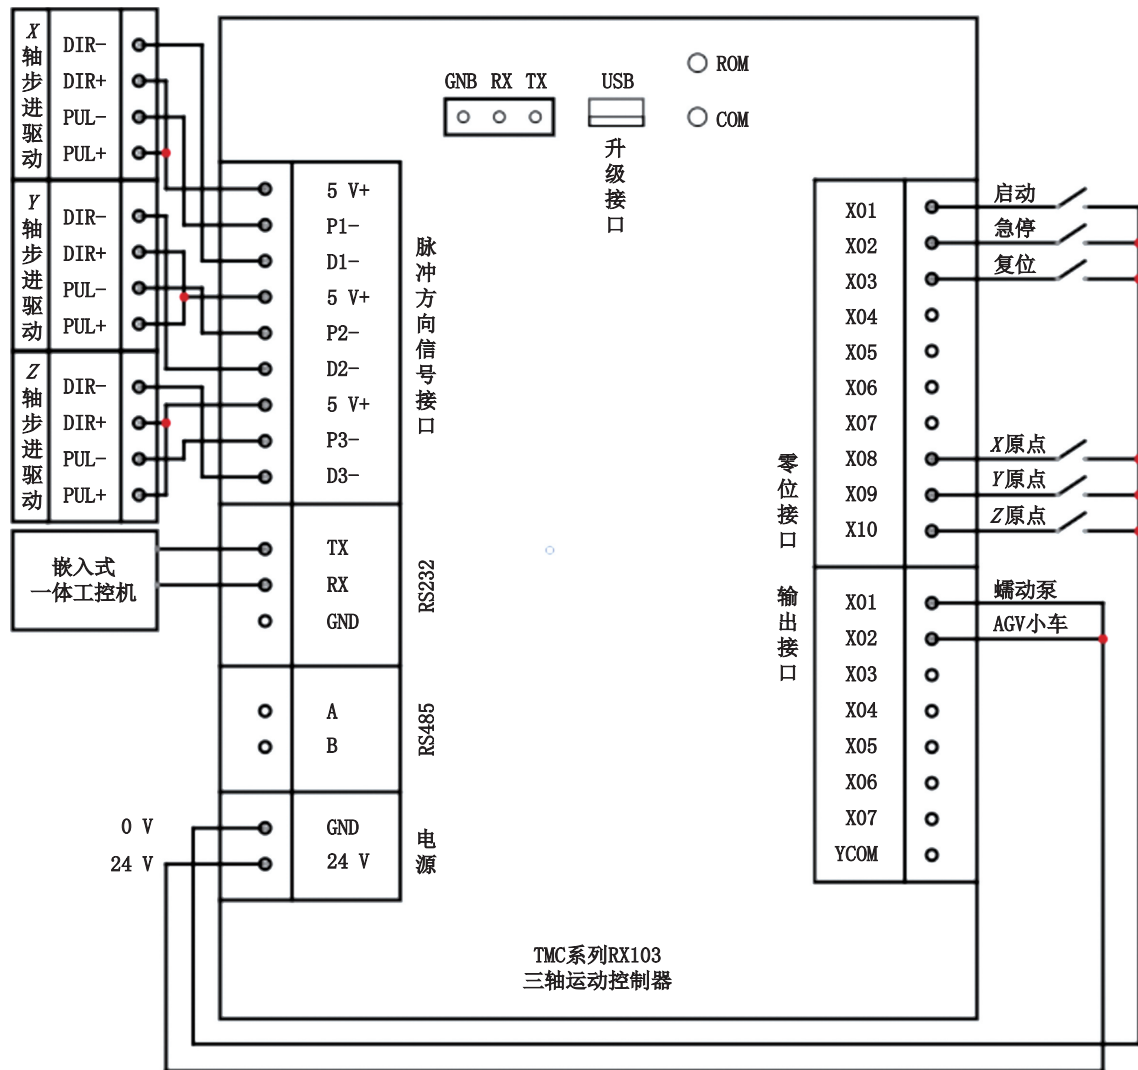 X轴步进驱动
DIR-
DIR+
PUL-
PUL+
Y轴步进驱动
DIR-
DIR+
PUL-
PUL+
Z轴步进驱动
DIR-
DIR+
PUL-
PUL+
嵌入式
一体工控机
0 V
24 V
GNB RX TX
USB
升级接口
ROM
COM
5 V+
P1-
D1-
5 V+
P2-
D2-
5 V+
P3-
D3-
脉冲方向信号接口
TX
RX
GND
RS232
A
B
RS485
GND
24 V
电源
零位接口
X01
X02
X03
X04
X05
X06
X07
X08
X09
X10
启动
急停
复位
X原点
Y原点
Z原点
输出接口
X01
X02
X03
X04
X05
X06
X07
YCOM
蠕动泵
AGV小车
TMC系列RX103
三轴运动控制器